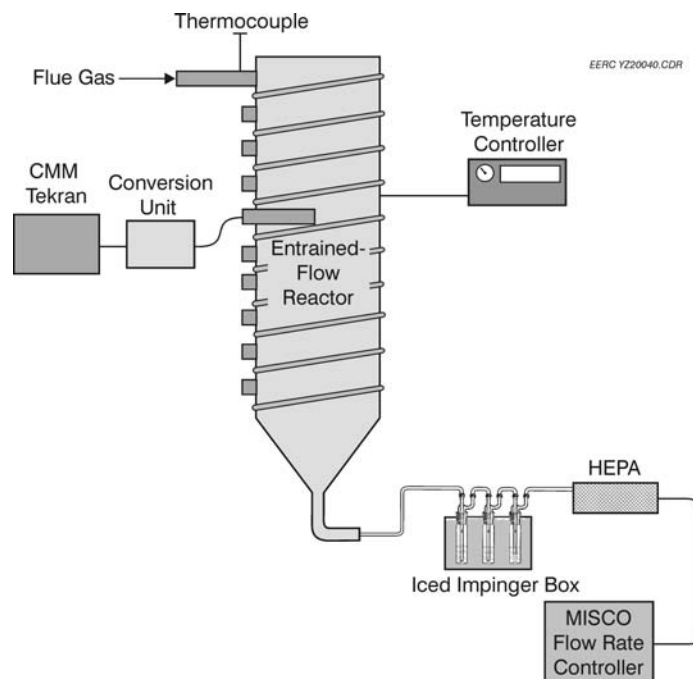 Thermocouple
EERC YZ20040.CDR
Flue Gas
Temperature
Controller
CMM
Tekran
Conversion
Unit
Entrained-
Flow
Reactor
HEPA
Iced Impinger Box
MISCO
Flow Rate
Controller